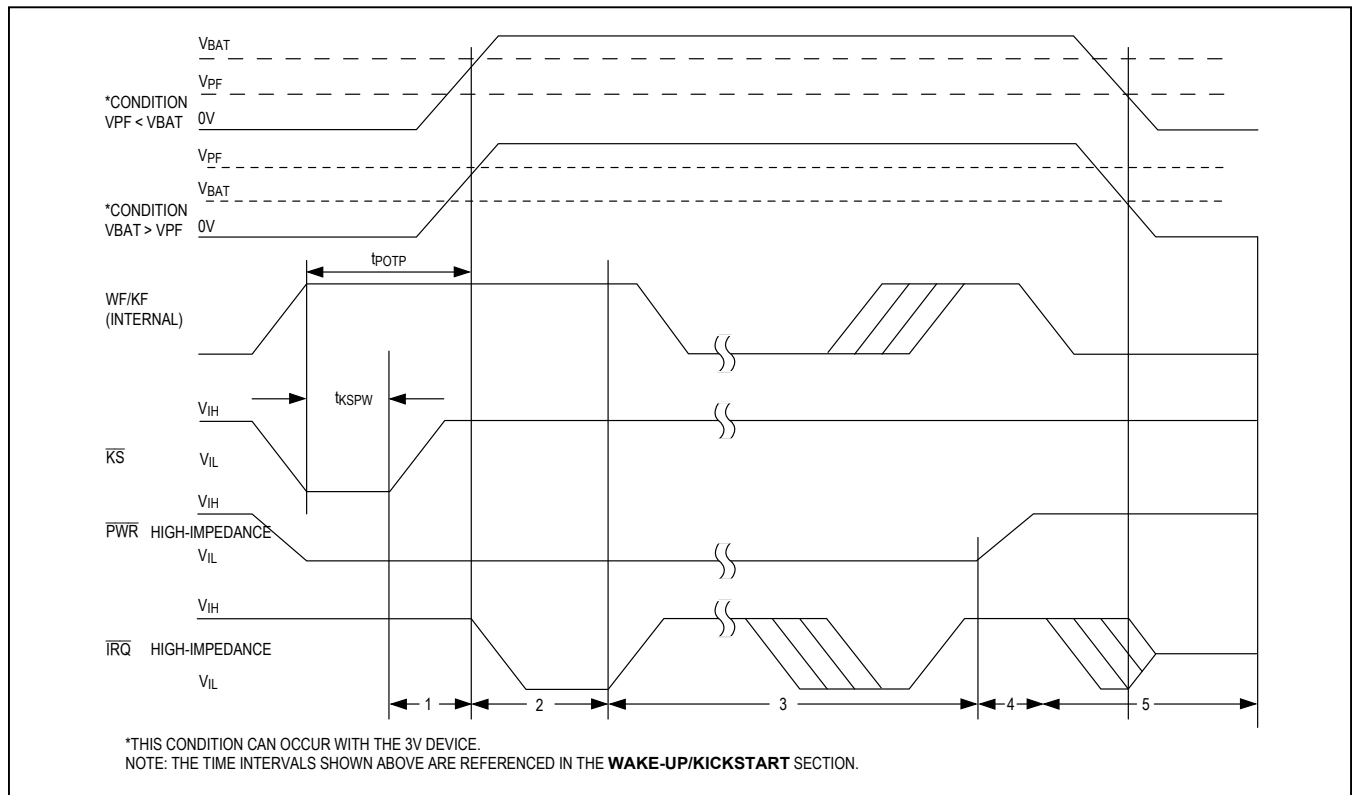 VBAT
VPF
*CONDITION
VPF < VBAT 0V
VPF
VBAT
*CONDITION
VBAT > VPF 0V
tPOTP
WF/KF
(INTERNAL)
tKSPW
VIH
KS VIL
VIH
PWR HIGH-IMPEDANCE
VIL
VIH
IRQ HIGH-IMPEDANCE
VIL
1 2 3 4 5
*THIS CONDITION CAN OCCUR WITH THE 3V DEVICE.
NOTE: THE TIME INTERVALS SHOWN ABOVE ARE REFERENCED IN THE WAKE-UP/KICKSTART SECTION.